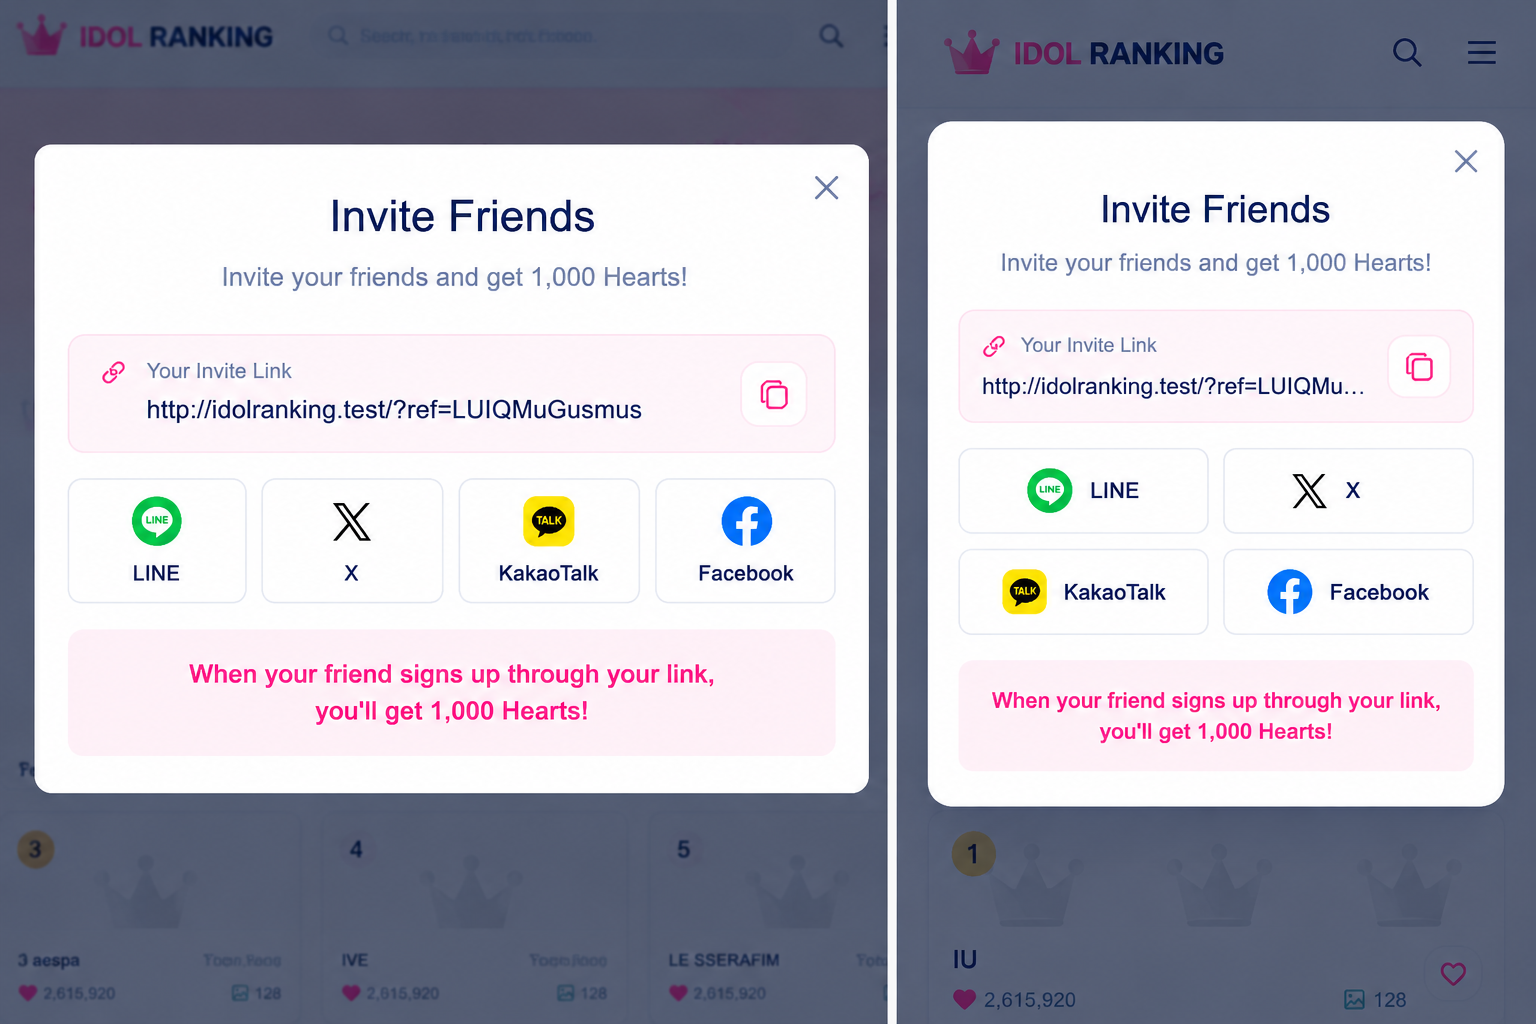 IDOL RANKING
Invite Friends
Invite your friends and get 1,000 Hearts!
Your Invite Link
http://idolranking.test/?ref=LUIQMuGusmus
LINE
LINE
X
TALK
KakaoTalk
Facebook
When your friend signs up through your link,
you'll get 1,000 Hearts!
3
4
5
3 aespa
IVE
LE SSERAFIM
2,615,920
128
2,615,920
128
2,615,920
IDOL RANKING
Invite Friends
Invite your friends and get 1,000 Hearts!
Your Invite Link
http://idolranking.test/?ref=LUIQMu...
LINE
LINE
X
TALK
KakaoTalk
Facebook
When your friend signs up through your link,
you'll get 1,000 Hearts!
1
IU
2,615,920
128